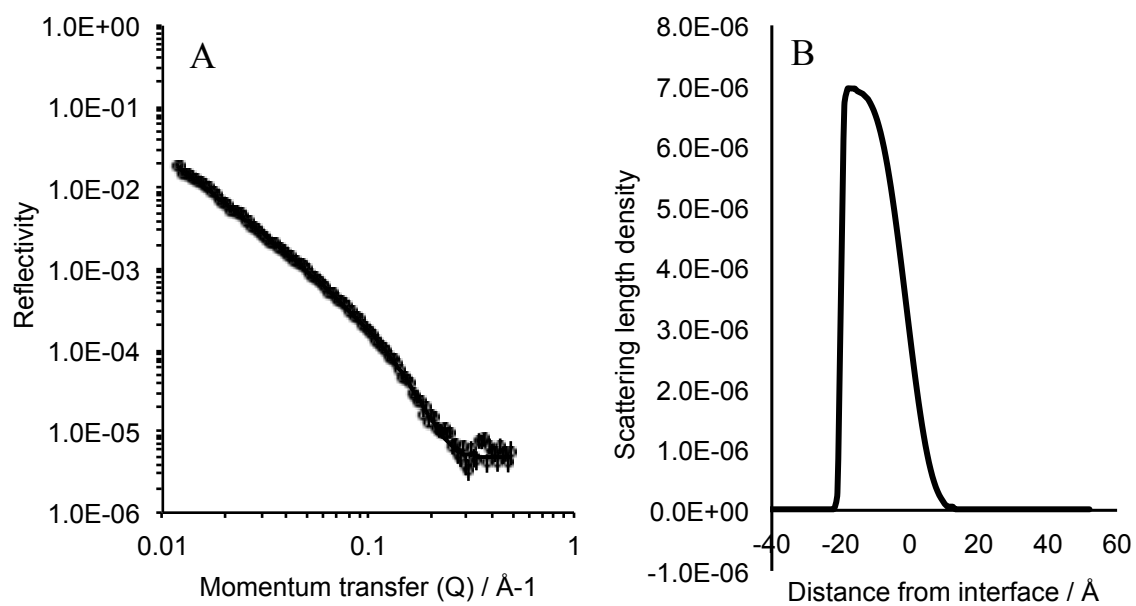 A
1.0E+00
1.0E-01
1.0E-02
1.0E-03
1.0E-04
1.0E-05
1.0E-06
Reflectivity
0.01 0.1 1
Momentum transfer (Q) / Å-1
B
8.0E-06
7.0E-06
6.0E-06
5.0E-06
4.0E-06
3.0E-06
2.0E-06
1.0E-06
0.0E+00
-1.0E-06
Scattering length density
-40 -20 0 20 40 60
Distance from interface / Å